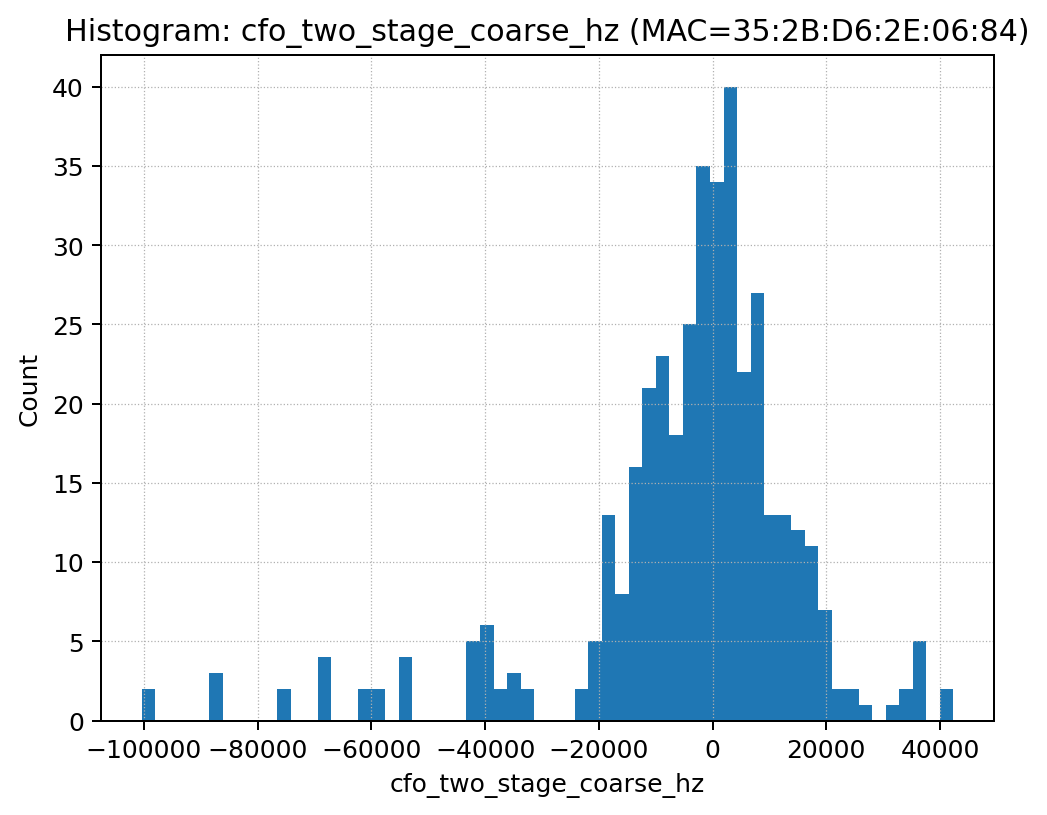 Histogram: cfo_two_stage_coarse_hz (MAC=35:2B:D6:2E:06:84)
40
35
30
25
20
15
10
5
0
Count
−100000 −80000 −60000 −40000 −20000 0 20000 40000
cfo_two_stage_coarse_hz